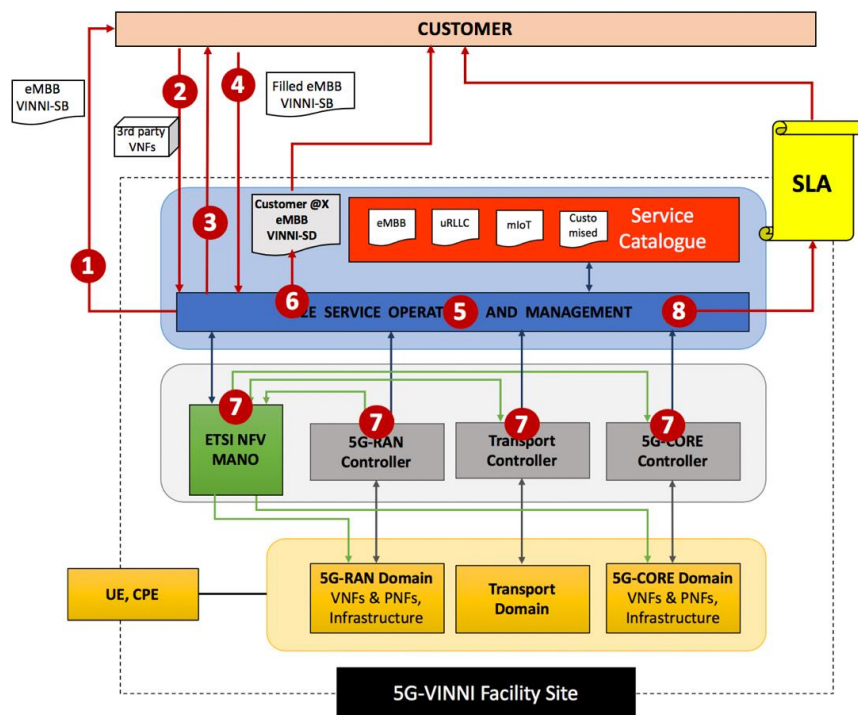 CUSTOMER
eMBB
VINNI-SB
2
4
Filled eMBB
VINNI-SB
3rd party
VNFs
3
1
Customer @X
eMBB
VINNI-SD
eMBB
uRLLC
mIoT
Custo
mised
Service
Catalogue
SLA
6
5
8
SERVICE AND MANAGEMENT
7
7
7
7
ETSI NFV
MANO
5G-RAN
Controller
Transport
Controller
5G-CORE
Controller
UE, CPE
5G-RAN Domain
VNFs & PNFs,
Infrastructure
Transport
Domain
5G-CORE Domain
VNFs & PNFs,
Infrastructure
5G-VINNI Facility Site